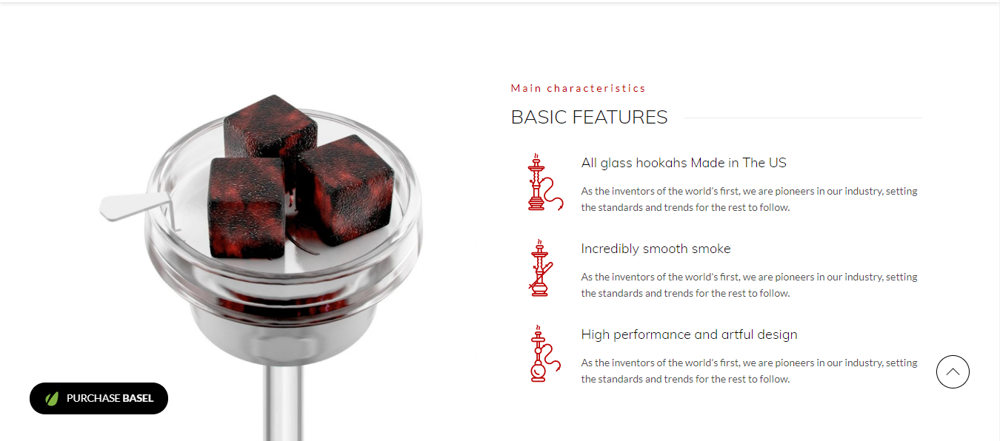 Main characteristics
BASIC FEATURES
All glass hookahs Made in The US
As the inventors of the world’s first, we are pioneers in our industry, setting
the standards and trends for the rest to follow.
Incredibly smooth smoke
As the inventors of the world’s first, we are pioneers in our industry, setting
the standards and trends for the rest to follow.
High performance and artful design
As the inventors of the world’s first, we are pioneers in our industry, setting
the standards and trends for the rest to follow.
PURCHASE BASEL